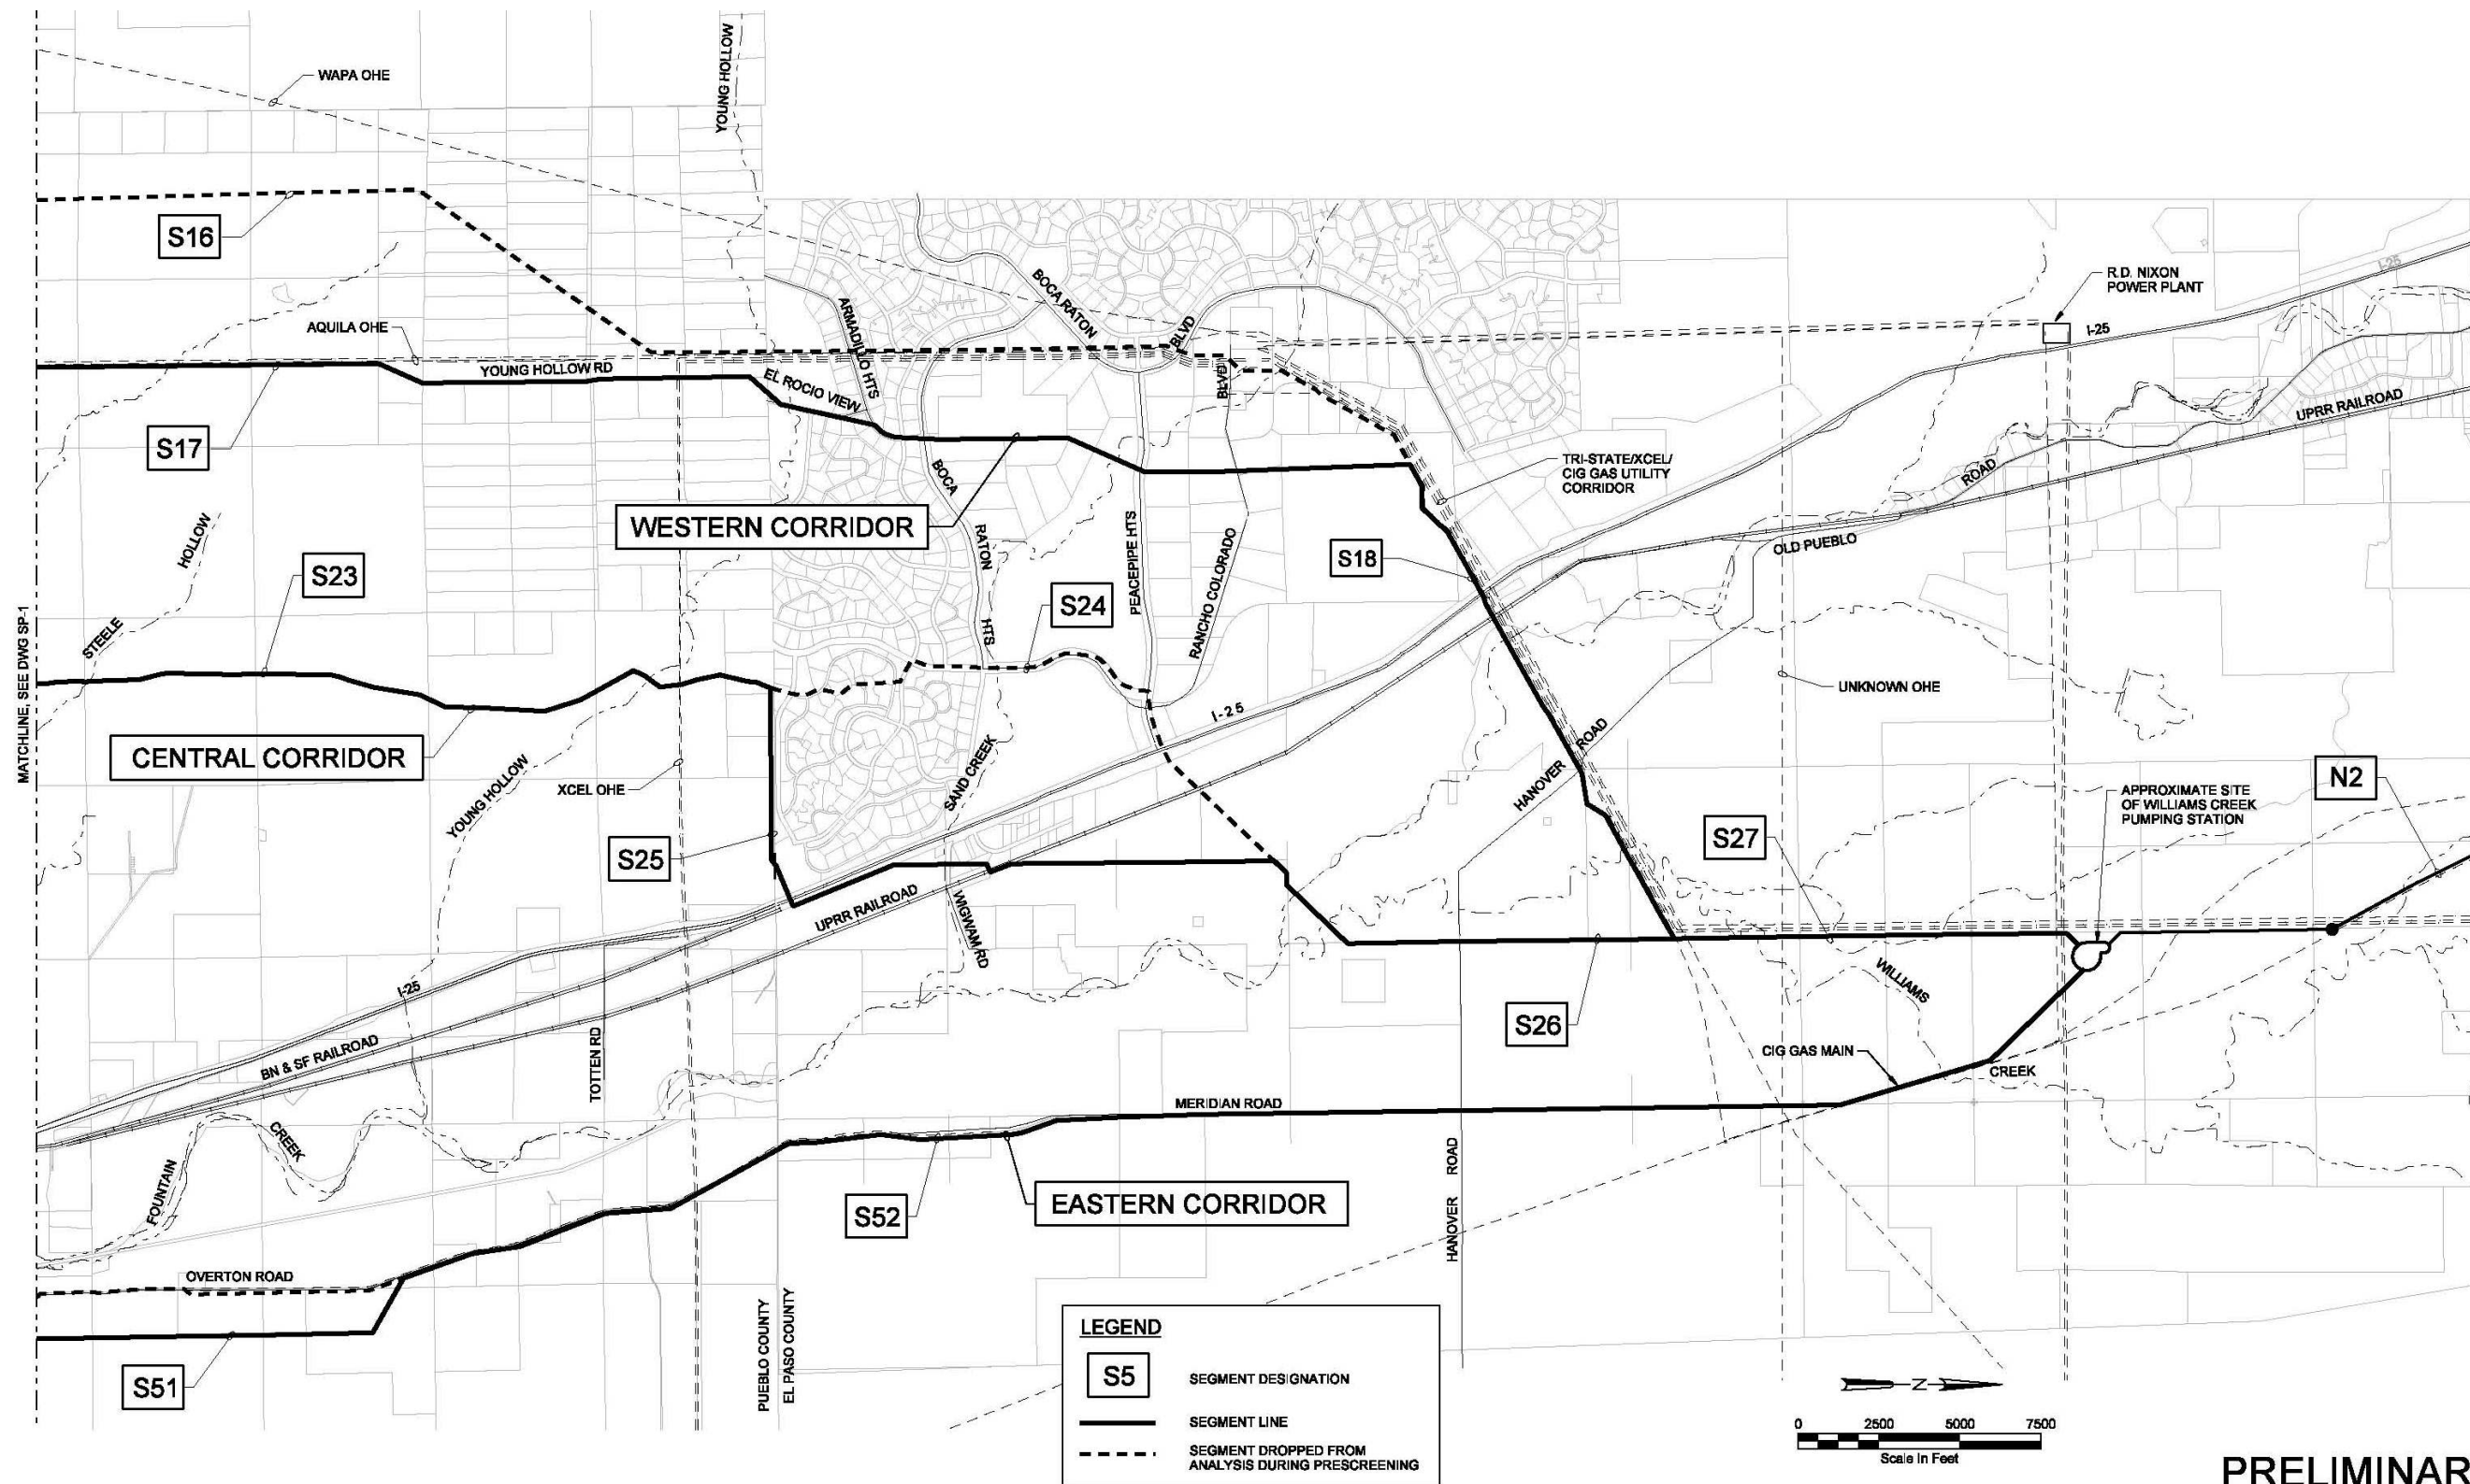 WAPA OHE
YOUNG HOLLOW
S16
AQUILA OHE
YOUNG HOLLOW RD
S17
EL ROCIO VIEW
ARMADILLO HTS
BOCA RATON
BLVD
BLVD
R.D. NIXON
POWER PLANT
I-25
I-25
UPRR RAILROAD
ROAD
OLD PUEBLO
TRI-STATE/XCEL/
CIG GAS UTILITY
CORRIDOR
WESTERN CORRIDOR
BOCA
RATON
HTS
PEACEPIPE HTS
RANCHO COLORADO
S18
S23
S24
HOLLOW
STEELE
MATCHLINE, SEE DWG SP-1
CENTRAL CORRIDOR
YOUNG HOLLOW
XCEL OHE
S25
SAND CREEK
I-25
UNKNOWN OHE
HANOVER
ROAD
N2
APPROXIMATE SITE
OF WILLIAMS CREEK
PUMPING STATION
S27
UPRR RAILROAD
WIGWAM RD
WILLIAMS
S26
I-25
BN & SF RAILROAD
TOTTEN RD
CIG GAS MAIN
CREEK
MERIDIAN ROAD
CREEK
FOUNTAIN
S52
EASTERN CORRIDOR
HANOVER ROAD
OVERTON ROAD
S51
PUEBLO COUNTY
EL PASO COUNTY
LEGEND
S5
SEGMENT DESIGNATION
SEGMENT LINE
SEGMENT DROPPED FROM
ANALYSIS DURING PRESCREENING
N
0 2500 5000 7500
Scale In Feet
PRELIMINAR